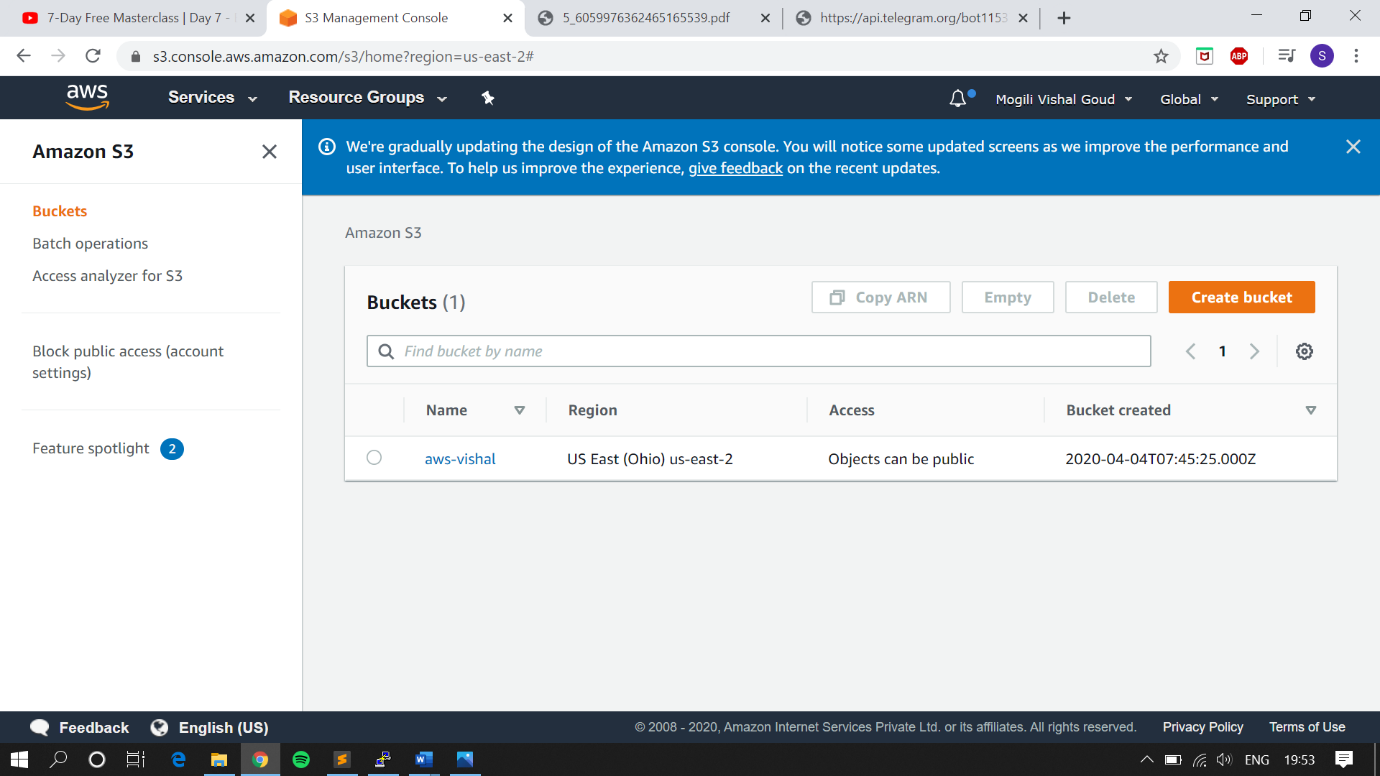 7-Day Free Masterclass | Day 7 -
S3 Management Console
5_6059976362465165539.pdf
https://api.telegram.org/bot1153
s3.console.aws.amazon.com/s3/home?region=us-east-2#
ABP
S
aws
Services
Resource Groups
Mogili Vishal Goud
Global
Support
Amazon S3
We're gradually updating the design of the Amazon S3 console. You will notice some updated screens as we improve the performance and
user interface. To help us improve the experience, give feedback on the recent updates.
Buckets
Batch operations
Access analyzer for S3
Block public access (account
settings)
Feature spotlight 2
Amazon S3
Buckets (1)
Copy ARN
Empty
Delete
Create bucket
Find bucket by name
1
Name
Region
Access
Bucket created
aws-vishal
US East (Ohio) us-east-2
Objects can be public
2020-04-04T07:45:25.000Z
Feedback
English (US)
© 2008 - 2020, Amazon Internet Services Private Ltd. or its affiliates. All rights reserved.
Privacy Policy
Terms of Use
ENG
19:53